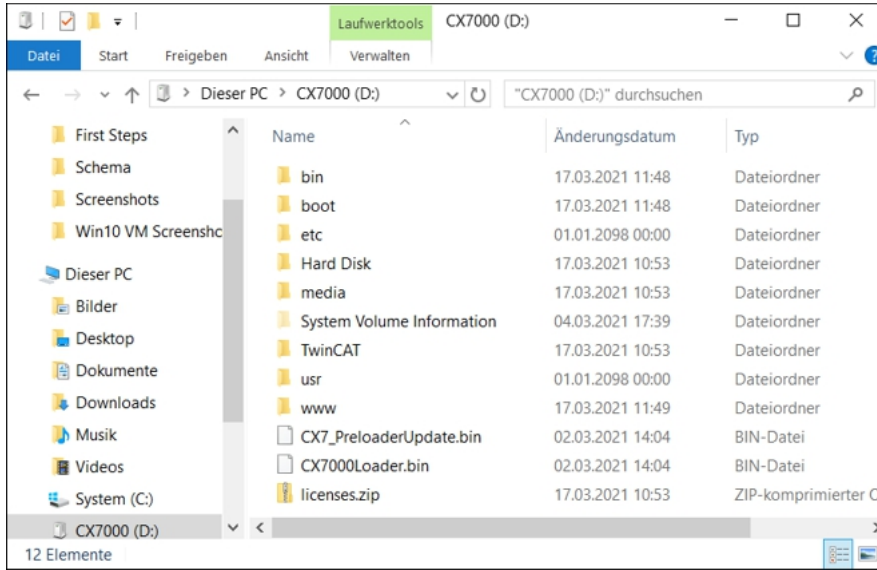 Laufwerktools CX7000 (D:)
Datei Start Freigeben Ansicht Verwalten
Dieser PC > CX7000 (D:) "CX7000 (D:)" durchsuchen
First Steps
Schema
Screenshots
Win10 VM Screensho
Dieser PC
Bilder
Desktop
Dokumente
Downloads
Musik
Videos
System (C:)
CX7000 (D:)
Name Änderungsdatum Typ
bin 17.03.2021 11:48 Dateiordner
boot 17.03.2021 11:48 Dateiordner
etc 01.01.2098 00:00 Dateiordner
Hard Disk 17.03.2021 10:53 Dateiordner
media 17.03.2021 10:53 Dateiordner
System Volume Information 04.03.2021 17:39 Dateiordner
TwinCAT 17.03.2021 10:53 Dateiordner
usr 01.01.2098 00:00 Dateiordner
www 17.03.2021 11:49 Dateiordner
CX7_PreloaderUpdate.bin 02.03.2021 14:04 BIN-Datei
CX7000Loader.bin 02.03.2021 14:04 BIN-Datei
licenses.zip 17.03.2021 10:53 ZIP-komprimierter O
12 Elemente